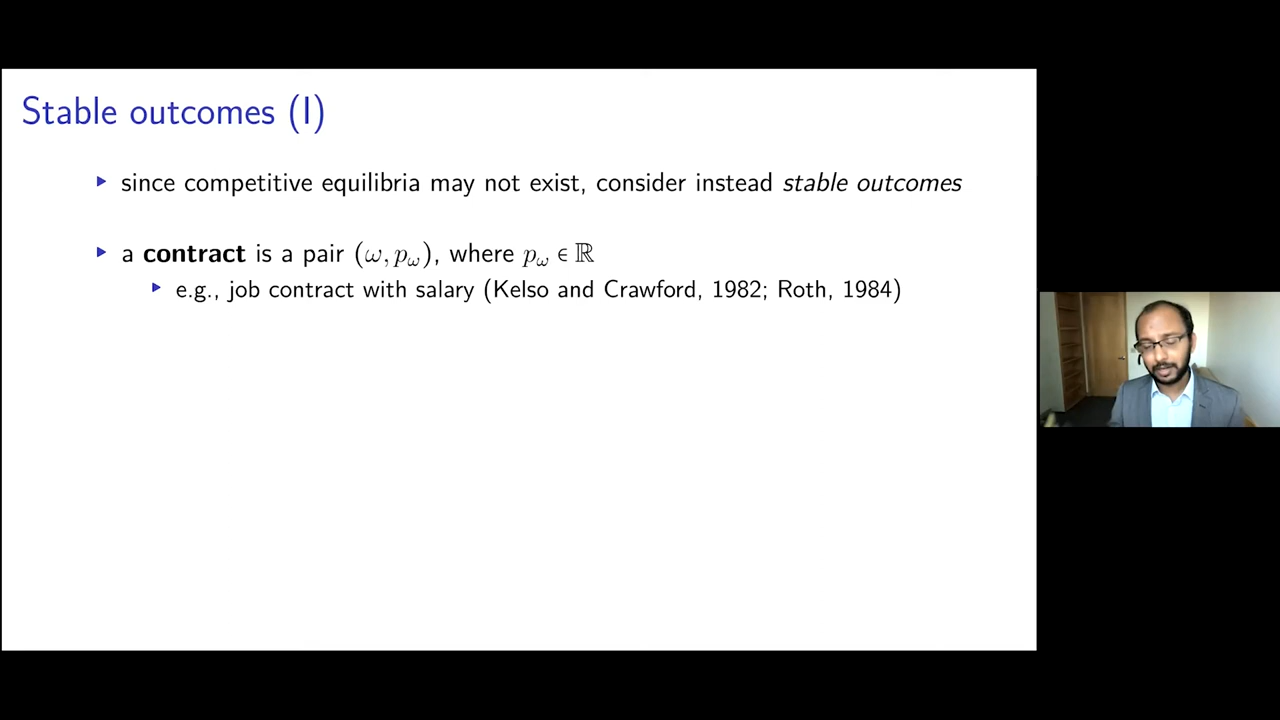 Stable outcomes (I)
▸ since competitive equilibria may not exist, consider instead stable outcomes
▸ a contract is a pair (ω, p_ω), where p_ω ∈ ℝ
▸ e.g., job contract with salary (Kelso and Crawford, 1982; Roth, 1984)